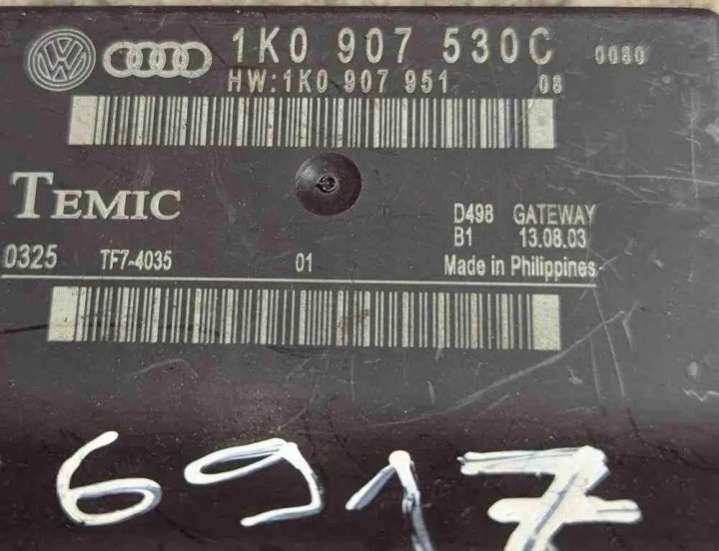 1K0 907 530C 0080
HW:1K0 907 951 08
TEMIC
D498 GATEWAY
B1 13.08.03
0325 TF7-4035 01 Made in Philippines
6917